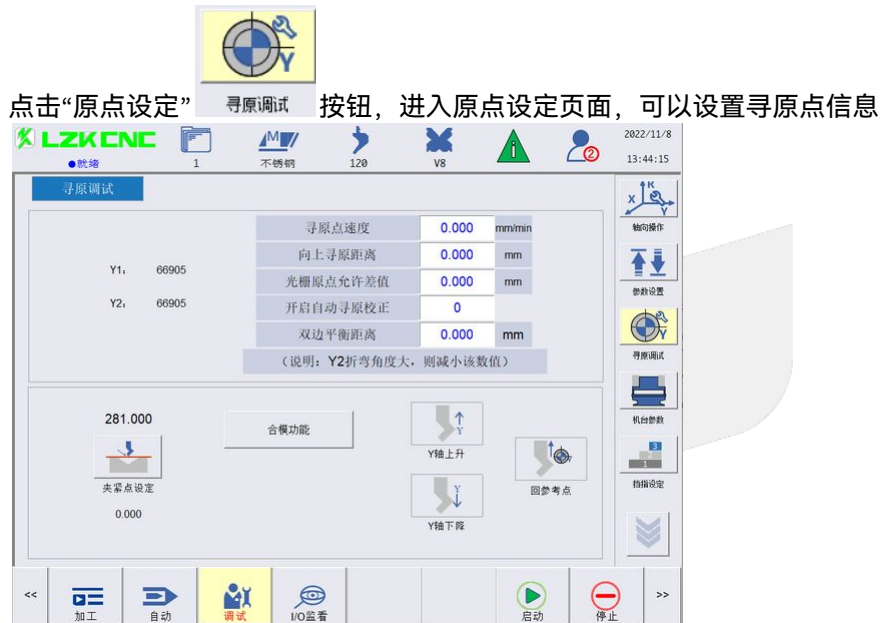 Y
点击“原点设定” 寻原调试 按钮，进入原点设定页面，可以设置寻原点信息
LZK CNC
2022/11/8
●就绪
1
不锈钢
120
V8
2
13:44:15
寻原调试
寻原点速度 0.000 mm/min
向上寻原距离 0.000 mm
Y1： 66905
光栅原点允许差值 0.000 mm
Y2： 66905
开启自动寻原校正 0
双边平衡距离 0.000 mm
（说明：Y2折弯角度大，则减小该数值）
281.000
夹紧点设定
0.000
合模功能
Y
Y轴上升
Y
Y轴下降
回参考点
X K Y
轴向操作
参数设置
Y
寻原调试
机台参数
3
2
1
挡指设定
<<
加工
自动
调试
I/O监看
启动
停止
>>